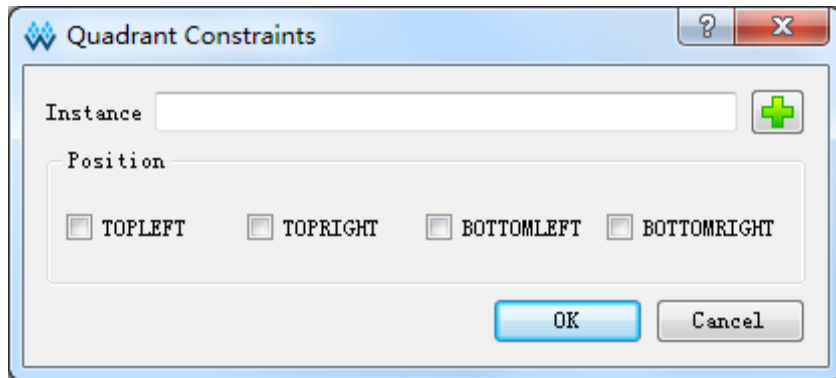 Quadrant Constraints
Instance
Position
TOPLEFT TOPRIGHT BOTTOMLEFT BOTTOMRIGHT
OK Cancel